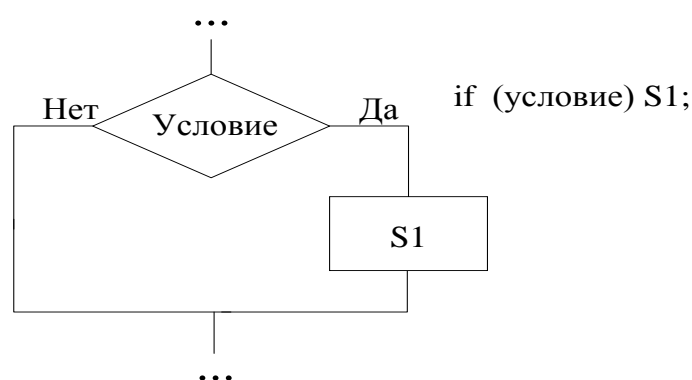 ...
Нет
Условие
Да
if (условие) S1;
S1
...